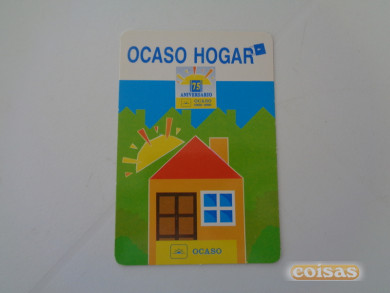 OCASO HOGAR
75
ANIVERSARIO
OCASO
OCASO
coisas